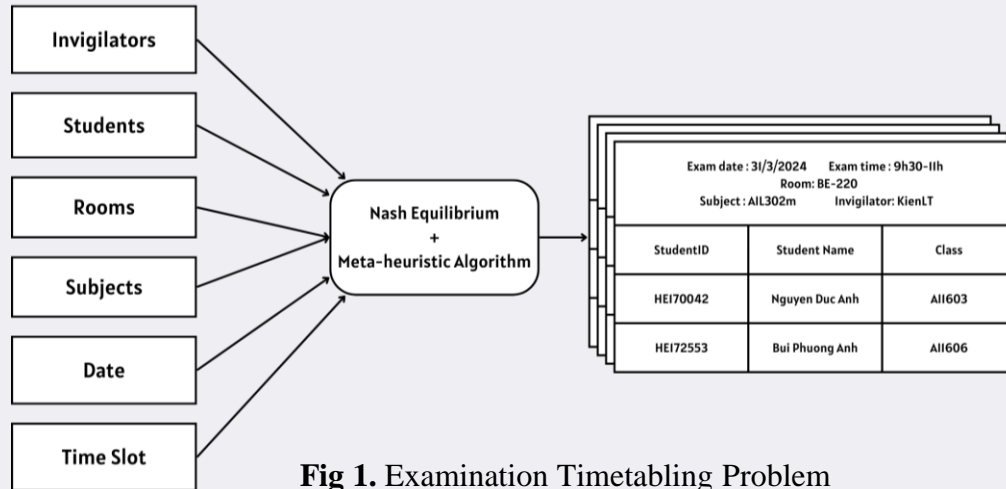 Invigilators
Students
Rooms
Subjects
Date
Time Slot
Nash Equilibrium
+
Meta-heuristic Algorithm
Exam date : 31/3/2024 Exam time : 9h30-11h
Room: BE-220
Subject : AIL302m Invigilator: KienLT
StudentID Student Name Class
HE170042 Nguyen Duc Anh AI1603
HE172553 Bui Phuong Anh AI1606
Fig 1. Examination Timetabling Problem